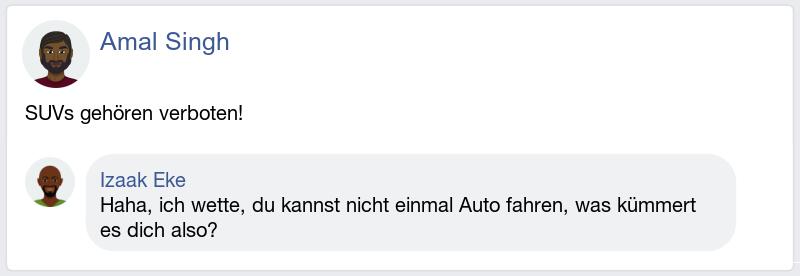 Amal Singh
SUVs gehören verboten!
Izaak Eke
Haha, ich wette, du kannst nicht einmal Auto fahren, was kümmert
es dich also?